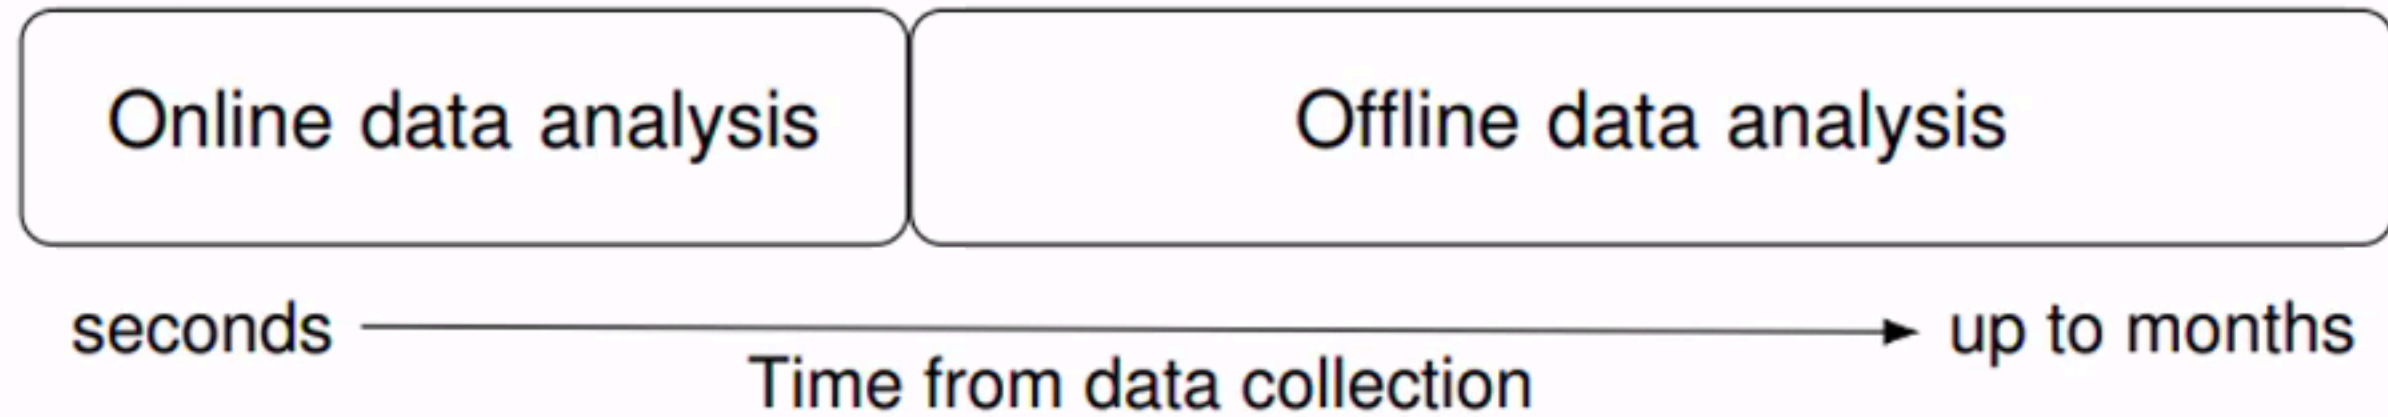 Online data analysis
Offline data analysis
seconds
up to months
Time from data collection